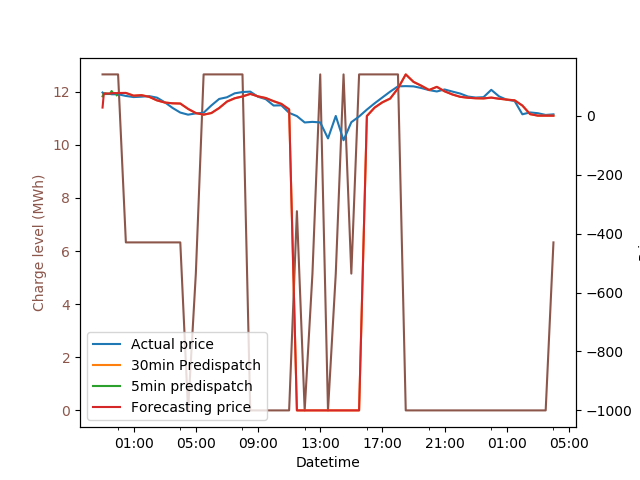 12
10
8
6
4
2
0
Charge level (MWh)
0
−200
−400
−600
−800
−1000
Actual price
30min Predispatch
5min predispatch
Forecasting price
01:00 05:00 09:00 13:00 17:00 21:00 01:00 05:00
Datetime